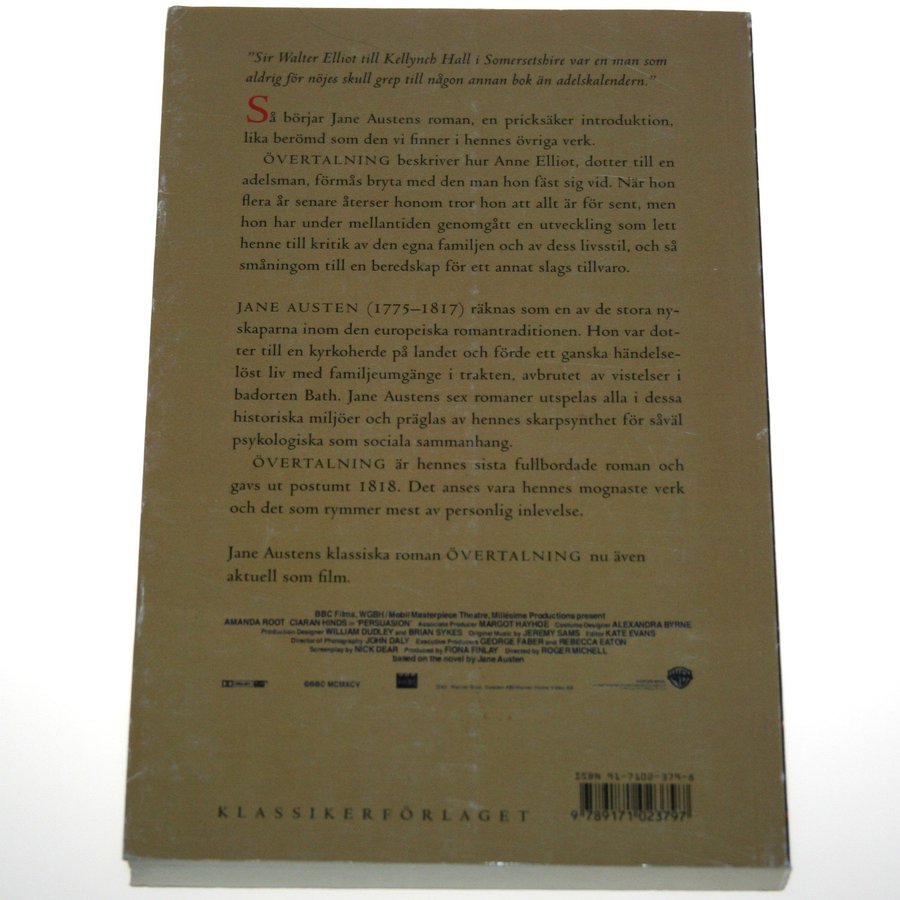 "Sir Walter Elliot till Kellynch Hall i Somersetshire var en man som
aldrig för nöjes skull grep till någon annan bok än adelskalendern."
Så börjar Jane Austens roman, en pricksäker introduktion,
lika berömd som den vi finner i hennes övriga verk.
ÖVERTALNING beskriver hur Anne Elliot, dotter till en
adelsman, förmås bryta med den man hon fäst sig vid. När hon
flera år senare återser honom tror hon att allt är för sent, men
hon har under mellantiden genomgått en utveckling som lett
henne till kritik av den egna familjen och av dess livsstil, och så
småningom till en beredskap för ett annat slags tillvaro.
JANE AUSTEN (1775–1817) räknas som en av de stora ny-
skaparna inom den europeiska romantraditionen. Hon var dot-
ter till en kyrkoherde på landet och förde ett ganska händelse-
löst liv med familjeumgänge i trakten, avbrutet av vistelser i
badorten Bath. Jane Austens sex romaner utspelas alla i dessa
historiska miljöer och präglas av hennes skarpsynthet för såväl
psykologiska som sociala sammanhang.
ÖVERTALNING är hennes sista fullbordade roman och
gavs ut postumt 1818. Det anses vara hennes mognaste verk
och det som rymmer mest av personlig inlevelse.
Jane Austens klassiska roman ÖVERTALNING nu även
aktuell som film.
BBC Films, WGBH / Mobil Masterpiece Theatre, Millésime Productions present
AMANDA ROOT CIARAN HINDS in "PERSUASION" Associate Producer MARGOT HAYHOE Costume Designer ALEXANDRA BYRNE
Production Designer WILLIAM DUDLEY and BRIAN SYKES Original Music by JEREMY SAMS Editor KATE EVANS
Director of Photography JOHN DALY Executive Producers GEORGE FABER and REBECCA EATON
Screenplay by NICK DEAR Produced by FIONA FINLAY Directed by ROGER MICHELL
based on the novel by Jane Austen
©BBC MCMXCV
ISBN 91-7102-379-6
9 789171 023797
KLASSIKERFÖRLAGET